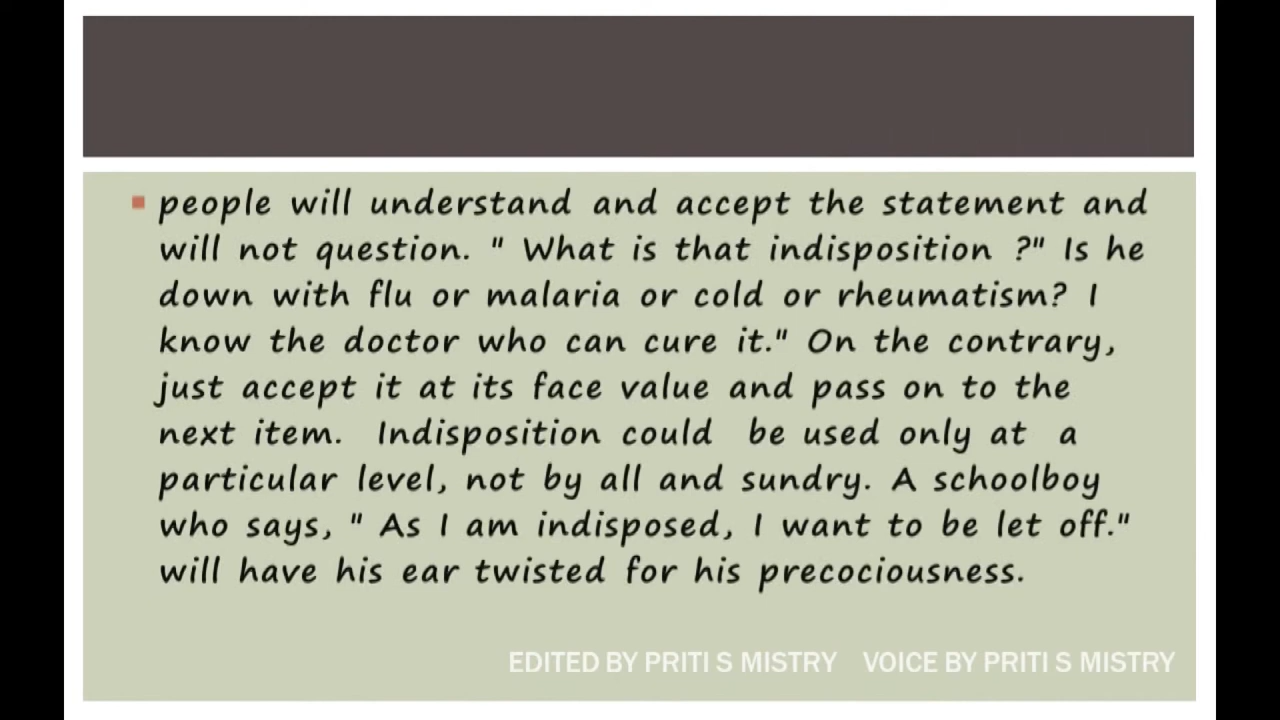 people will understand and accept the statement and
will not question. " What is that indisposition ?" Is he
down with flu or malaria or cold or rheumatism? I
know the doctor who can cure it." On the contrary,
just accept it at its face value and pass on to the
next item. Indisposition could be used only at a
particular level, not by all and sundry. A schoolboy
who says, " As I am indisposed, I want to be let off."
will have his ear twisted for his precociousness.
EDITED BY PRITI S MISTRY VOICE BY PRITI S MISTRY